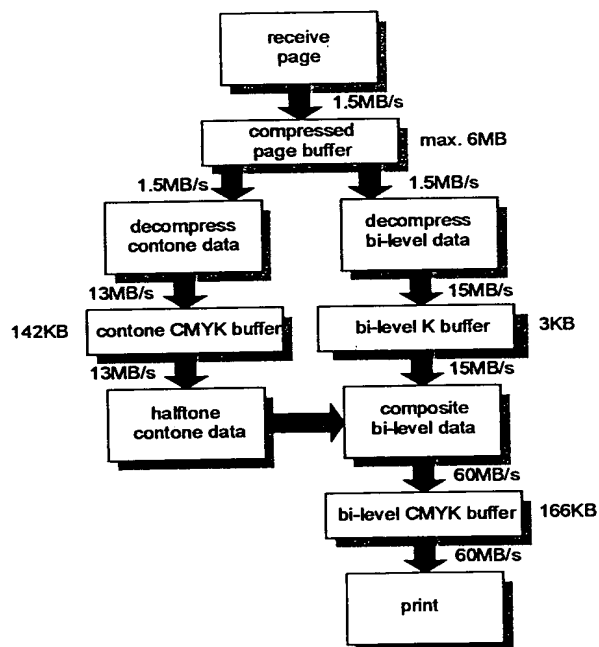 receive
page
1.5MB/s
compressed
page buffer
max. 6MB
1.5MB/s
1.5MB/s
decompress
contone data
decompress
bi-level data
13MB/s
15MB/s
142KB
contone CMYK buffer
bi-level K buffer
3KB
13MB/s
15MB/s
halftone
contone data
composite
bi-level data
60MB/s
bi-level CMYK buffer
166KB
60MB/s
print